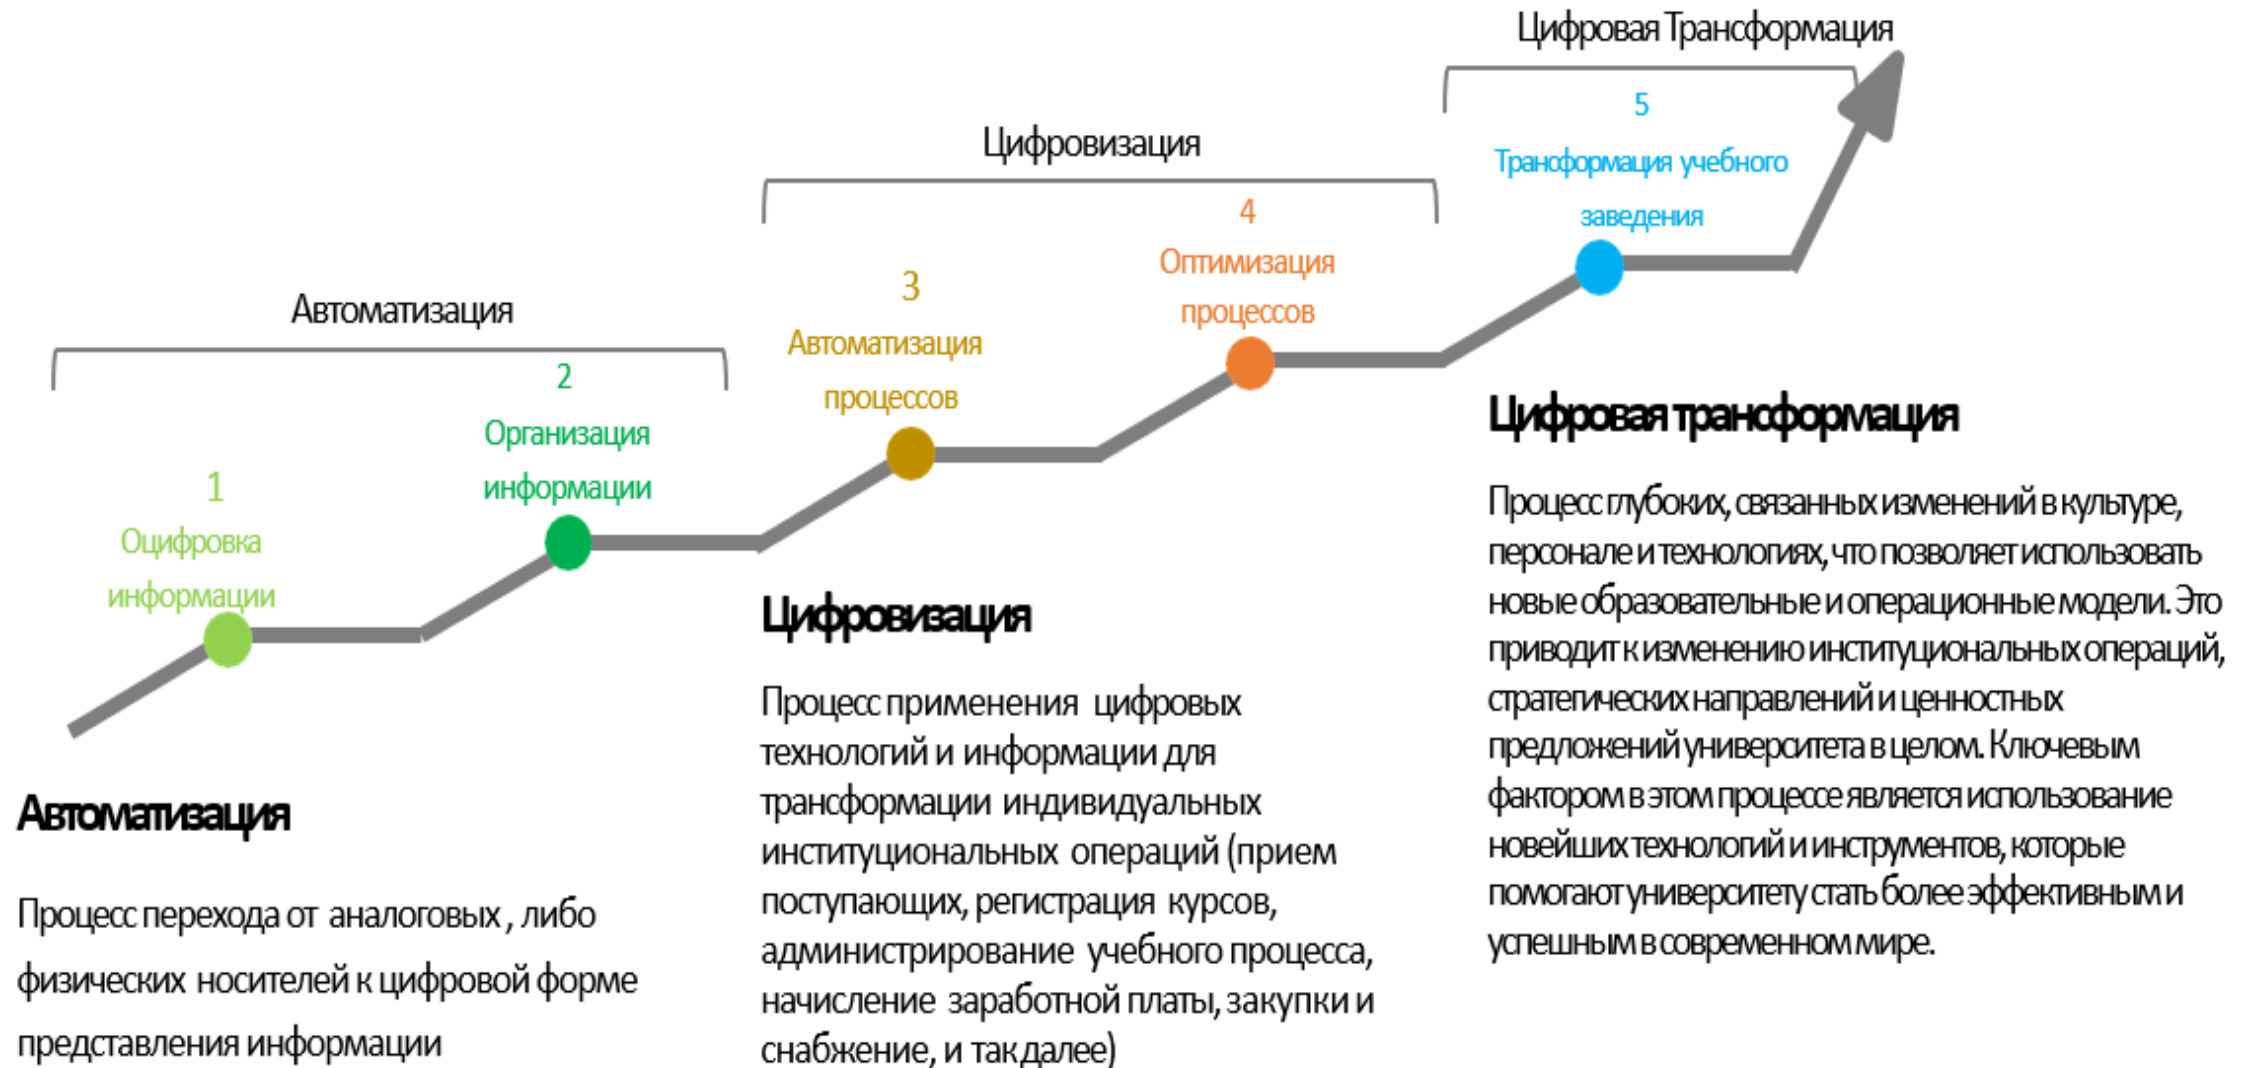 Цифровая Трансформация
5
Трансформация учебного
заведения
Цифровизация
4
Оптимизация
процессов
3
Автоматизация
процессов
Автоматизация
2
Организация
информации
1
Оцифровка
информации
Автоматизация
Процесс перехода от аналоговых , либо
физических носителей к цифровой форме
представления информации
Цифровизация
Процесс применения цифровых
технологий и информации для
трансформации индивидуальных
институциональных операций (прием
поступающих, регистрация курсов,
администрирование учебного процесса,
начисление заработной платы, закупки и
снабжение, и так далее)
Цифровая трансформация
Процесс глубоких, связанных изменений в культуре,
персонале и технологиях, что позволяет использовать
новые образовательные и операционные модели. Это
приводит к изменению институциональных операций,
стратегических направлений и ценностных
предложений университета в целом. Ключевым
фактором в этом процессе является использование
новейших технологий и инструментов, которые
помогают университету стать более эффективным и
успешным в современном мире.